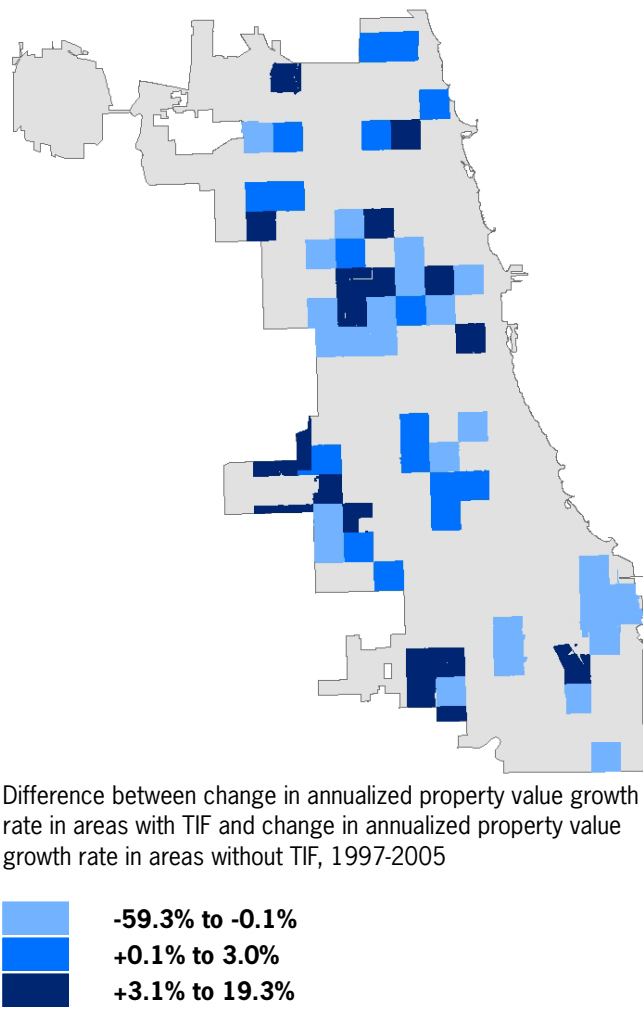 Difference between change in annualized property value growth
rate in areas with TIF and change in annualized property value
growth rate in areas without TIF, 1997-2005
-59.3% to -0.1%
+0.1% to 3.0%
+3.1% to 19.3%